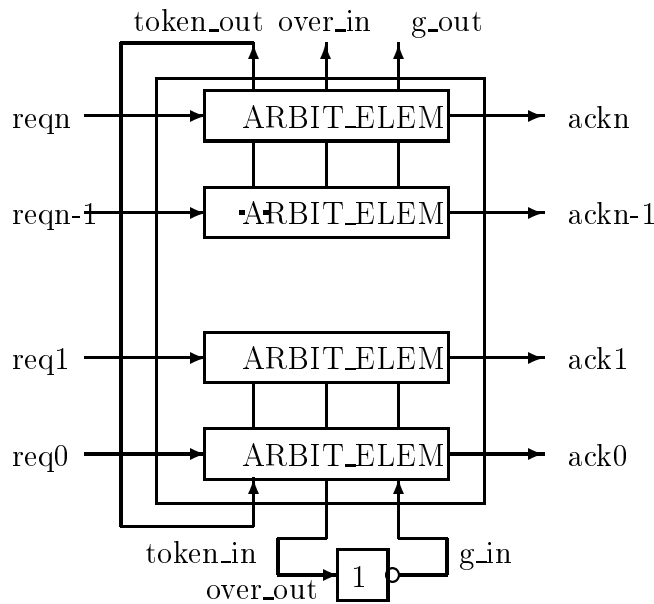 token_out over_in g_out
reqn ARBIT_ELEM ackn
reqn-1 ARBIT_ELEM ackn-1
req1 ARBIT_ELEM ack1
req0 ARBIT_ELEM ack0
token_in g_in
over_out 1